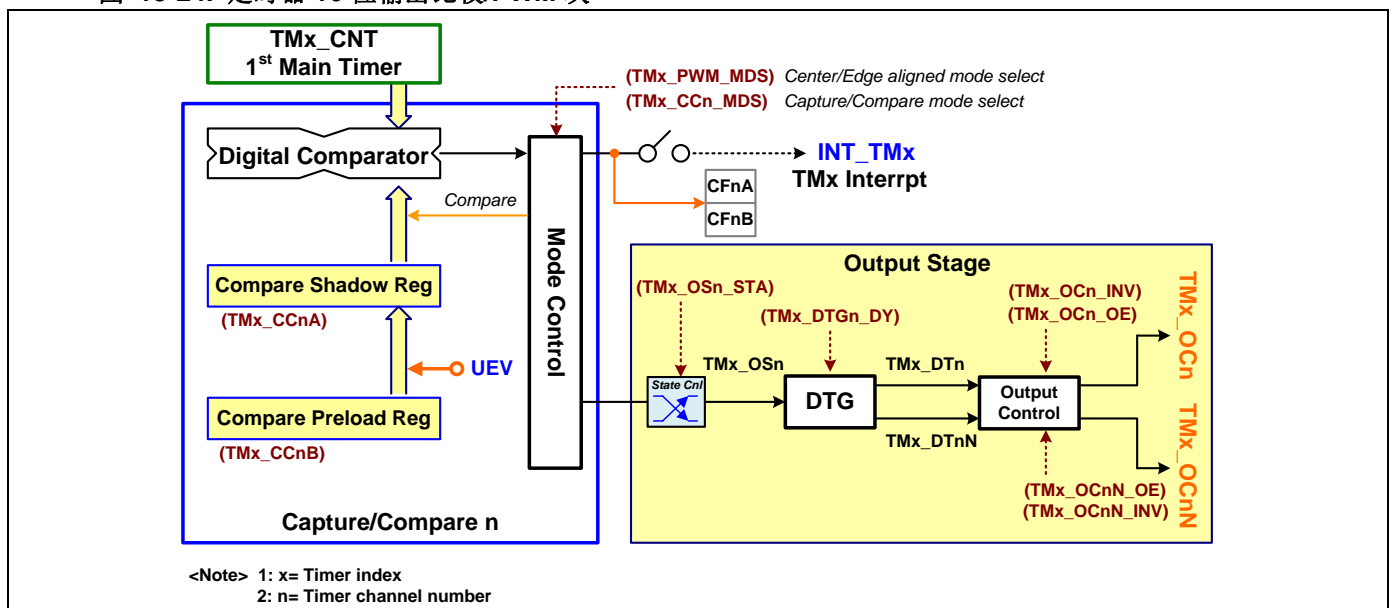 TMx_CNT
1st Main Timer
(TMx_PWM_MDS) Center/Edge aligned mode select
(TMx_CCn_MDS) Capture/Compare mode select
Digital Comparator
INT_TMx
TMx Interrpt
CFnA
CFnB
Compare
Mode Control
Compare Shadow Reg
(TMx_CCnA)
UEV
Compare Preload Reg
(TMx_CCnB)
Capture/Compare n
Output Stage
(TMx_OSn_STA)
(TMx_DTGn_DY)
(TMx_OCn_INV)
(TMx_OCn_OE)
State Cnl
TMx_OSn
DTG
TMx_DTn
TMx_DTnN
Output
Control
TMx_OCn
TMx_OCnN
(TMx_OCnN_OE)
(TMx_OCnN_INV)
<Note> 1: x= Timer index
2: n= Timer channel number